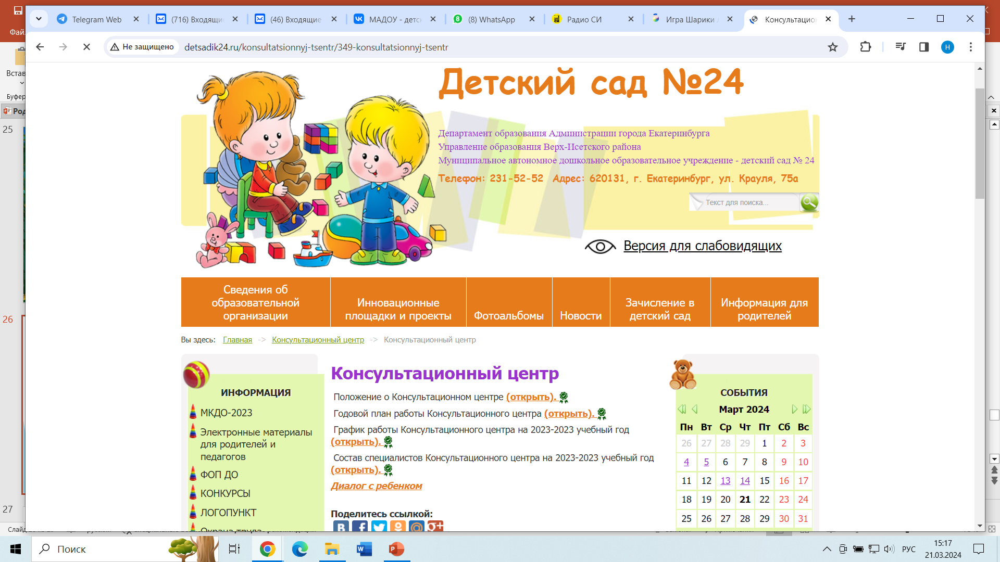 Telegram Web
(716) Входящие
(46) Входящие
МАДОУ - детс
(8) WhatsApp
Радио СИ
Игра Шарики
Консультацион
Фай
Не защищено
detsadik24.ru/konsultatsionnyj-tsentr/349-konsultatsionnyj-tsentr
Н
Встав
Буфер
Род
25
26
27
Детский сад №24
Департамент образования Администрации города Екатеринбурга
Управление образования Верх-Исетского района
Муниципальное автономное дошкольное образовательное учреждение - детский сад № 24
Телефон: 231-52-52 Адрес: 620131, г. Екатеринбург, ул. Крауля, 75а
Текст для поиска...
Версия для слабовидящих
Сведения об
образовательной
организации
Инновационные
площадки и проекты
Фотоальбомы
Новости
Зачисление в
детский сад
Информация для
родителей
Вы здесь: Главная -> Консультационный центр -> Консультационный центр
ИНФОРМАЦИЯ
МКДО-2023
Электронные материалы
для родителей и
педагогов
ФОП ДО
КОНКУРСЫ
ЛОГОПУНКТ
Охрана труда
Консультационный центр
Положение о Консультационном центре (открыть).
Годовой план работы Консультационного центра (открыть).
График работы Консультационного центра на 2023-2023 учебный год
(открыть).
Состав специалистов Консультационного центра на 2023-2023 учебный год
(открыть).
Диалог с ребенком
Поделитесь ссылкой:
СОБЫТИЯ
Март 2024
Пн Вт Ср Чт Пт Сб Вс
26 27 28 29 1 2 3
4 5 6 7 8 9 10
11 12 13 14 15 16 17
18 19 20 21 22 23 24
25 26 27 28 29 30 31
Слайд
Поиск
РУС
15:17
21.03.2024